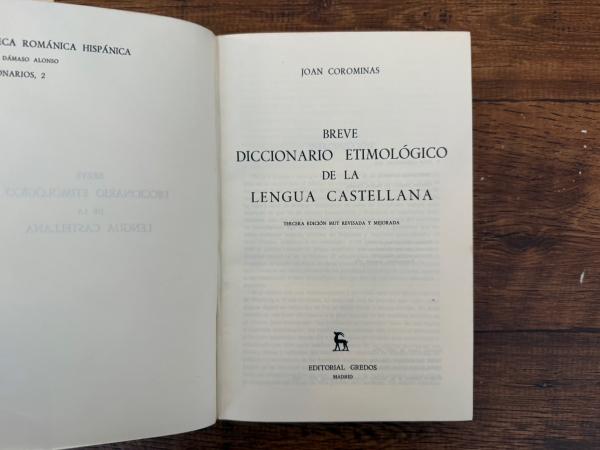 ECA ROMÁNICA HISPÁNICA
DÁMASO ALONSO
ONARIOS, 2
JOAN COROMINAS
BREVE
DICCIONARIO ETIMOLÓGICO
DE LA
LENGUA CASTELLANA
TERCERA EDICIÓN MUY REVISADA Y MEJORADA
EDITORIAL GREDOS
MADRID